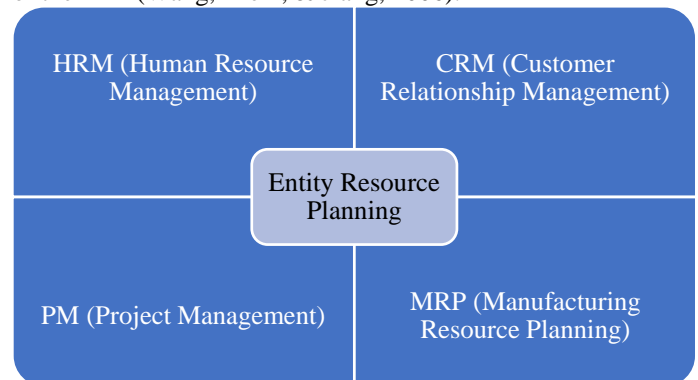 HRM (Human Resource
Management)
CRM (Customer
Relationship Management)
Entity Resource
Planning
PM (Project Management)
MRP (Manufacturing
Resource Planning)